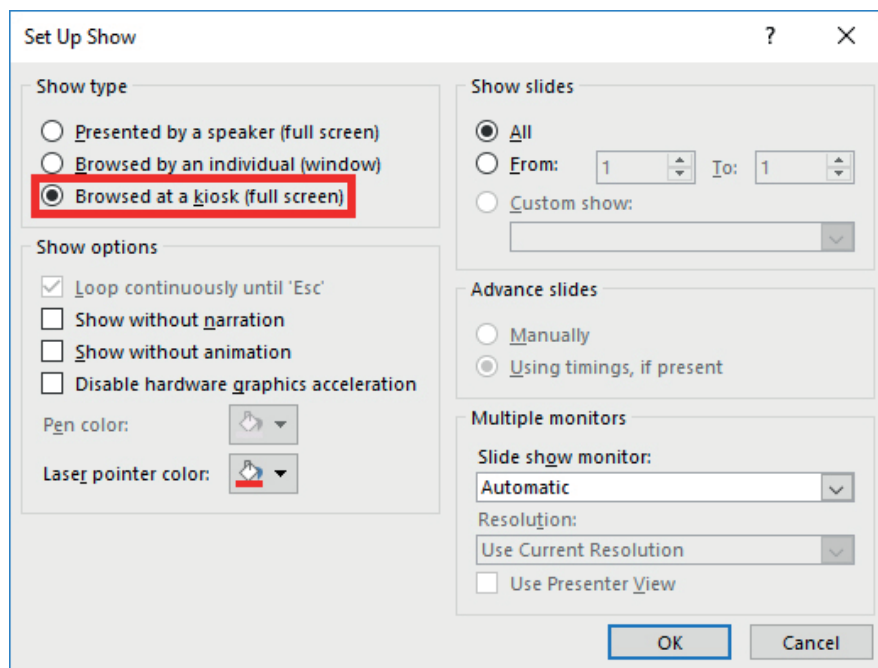 Set Up Show
?
Show type
Presented by a speaker (full screen)
Browsed by an individual (window)
Browsed at a kiosk (full screen)
Show options
Loop continuously until 'Esc'
Show without narration
Show without animation
Disable hardware graphics acceleration
Pen color:
Laser pointer color:
Show slides
All
From: 1 To: 1
Custom show:
Advance slides
Manually
Using timings, if present
Multiple monitors
Slide show monitor:
Automatic
Resolution:
Use Current Resolution
Use Presenter View
OK Cancel